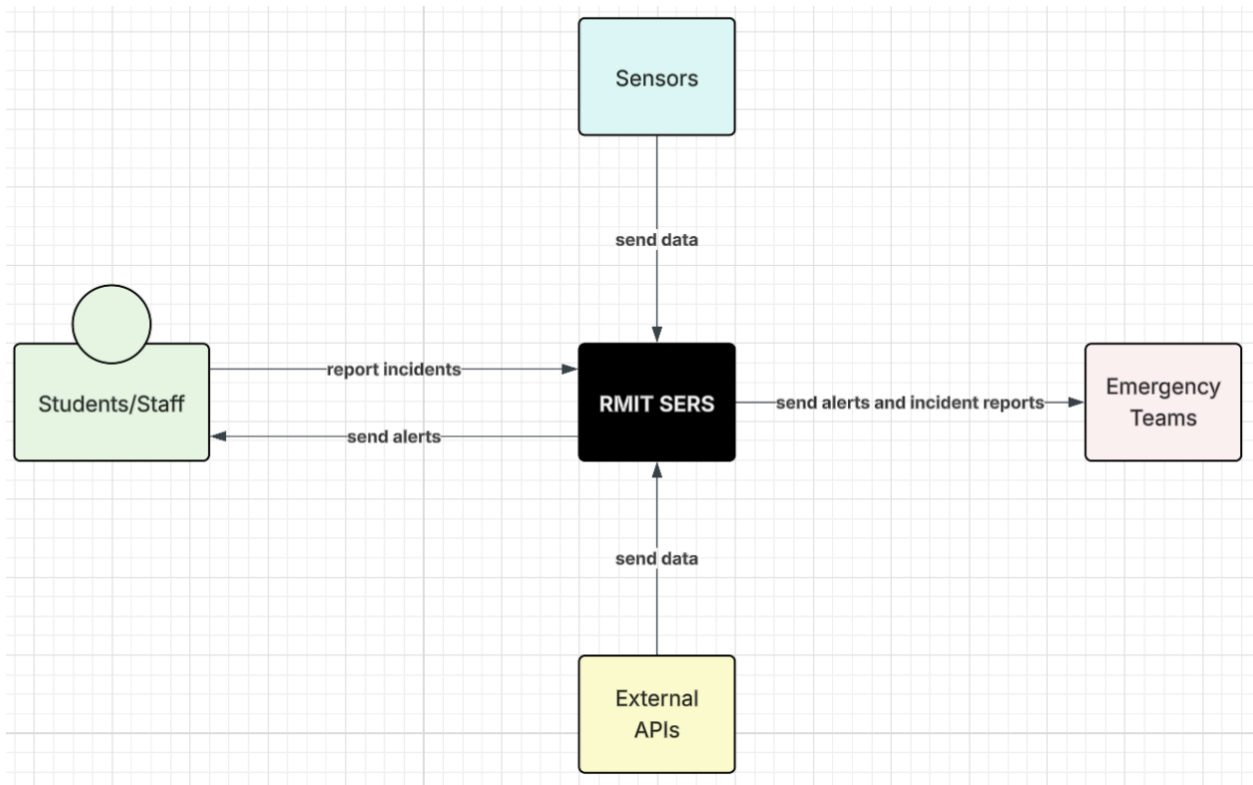 Sensors
send data
report incidents
Students/Staff
send alerts
RMIT SERS
send alerts and incident reports
Emergency
Teams
send data
External
APIs